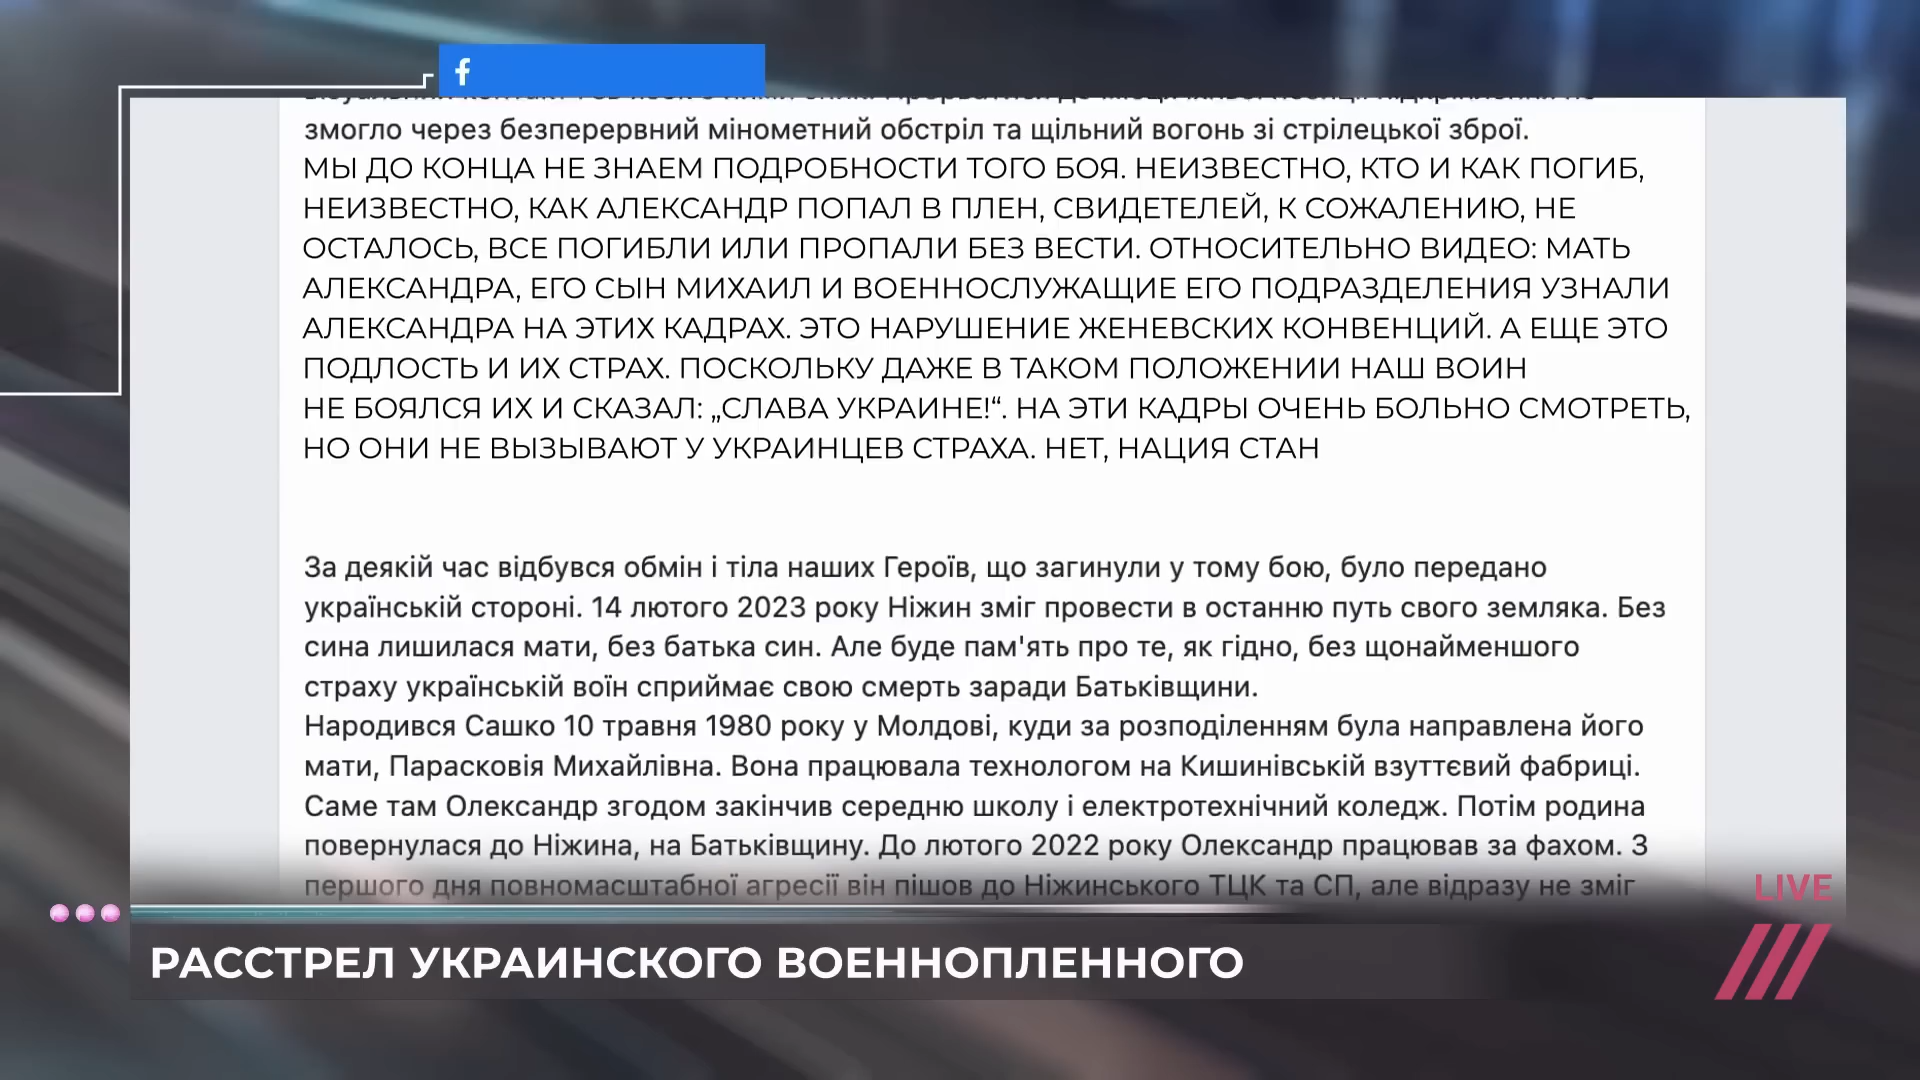 змогло через безперервний мінометний обстріл та щільний вогонь зі стрілецької зброї.
МЫ ДО КОНЦА НЕ ЗНАЕМ ПОДРОБНОСТИ ТОГО БОЯ. НЕИЗВЕСТНО, КТО И КАК ПОГИБ,
НЕИЗВЕСТНО, КАК АЛЕКСАНДР ПОПАЛ В ПЛЕН, СВИДЕТЕЛЕЙ, К СОЖАЛЕНИЮ, НЕ
ОСТАЛОСЬ, ВСЕ ПОГИБЛИ ИЛИ ПРОПАЛИ БЕЗ ВЕСТИ. ОТНОСИТЕЛЬНО ВИДЕО: МАТЬ
АЛЕКСАНДРА, ЕГО СЫН МИХАИЛ И ВОЕННОСЛУЖАЩИЕ ЕГО ПОДРАЗДЕЛЕНИЯ УЗНАЛИ
АЛЕКСАНДРА НА ЭТИХ КАДРАХ. ЭТО НАРУШЕНИЕ ЖЕНЕВСКИХ КОНВЕНЦИЙ. А ЕЩЕ ЭТО
ПОДЛОСТЬ И ИХ СТРАХ. ПОСКОЛЬКУ ДАЖЕ В ТАКОМ ПОЛОЖЕНИИ НАШ ВОИН
НЕ БОЯЛСЯ ИХ И СКАЗАЛ: „СЛАВА УКРАИНЕ!“. НА ЭТИ КАДРЫ ОЧЕНЬ БОЛЬНО СМОТРЕТЬ,
НО ОНИ НЕ ВЫЗЫВАЮТ У УКРАИНЦЕВ СТРАХА. НЕТ, НАЦИЯ СТАН
За деякій час відбувся обмін і тіла наших Героїв, що загинули у тому бою, було передано
українській стороні. 14 лютого 2023 року Ніжин зміг провести в останню путь свого земляка. Без
сина лишилася мати, без батька син. Але буде пам'ять про те, як гідно, без щонайменшого
страху українській воїн сприймає свою смерть заради Батьківщини.
Народився Сашко 10 травня 1980 року у Молдові, куди за розподіленням була направлена його
мати, Парасковія Михайлівна. Вона працювала технологом на Кишинівській взуттєвий фабриці.
Саме там Олександр згодом закінчив середню школу і електротехнічний коледж. Потім родина
повернулася до Ніжина, на Батьківщину. До лютого 2022 року Олександр працював за фахом. З
першого дня повномасштабної агресії він пішов до Ніжинського ТЦК та СП, але відразу не зміг
LIVE
РАССТРЕЛ УКРАИНСКОГО ВОЕННОПЛЕННОГО